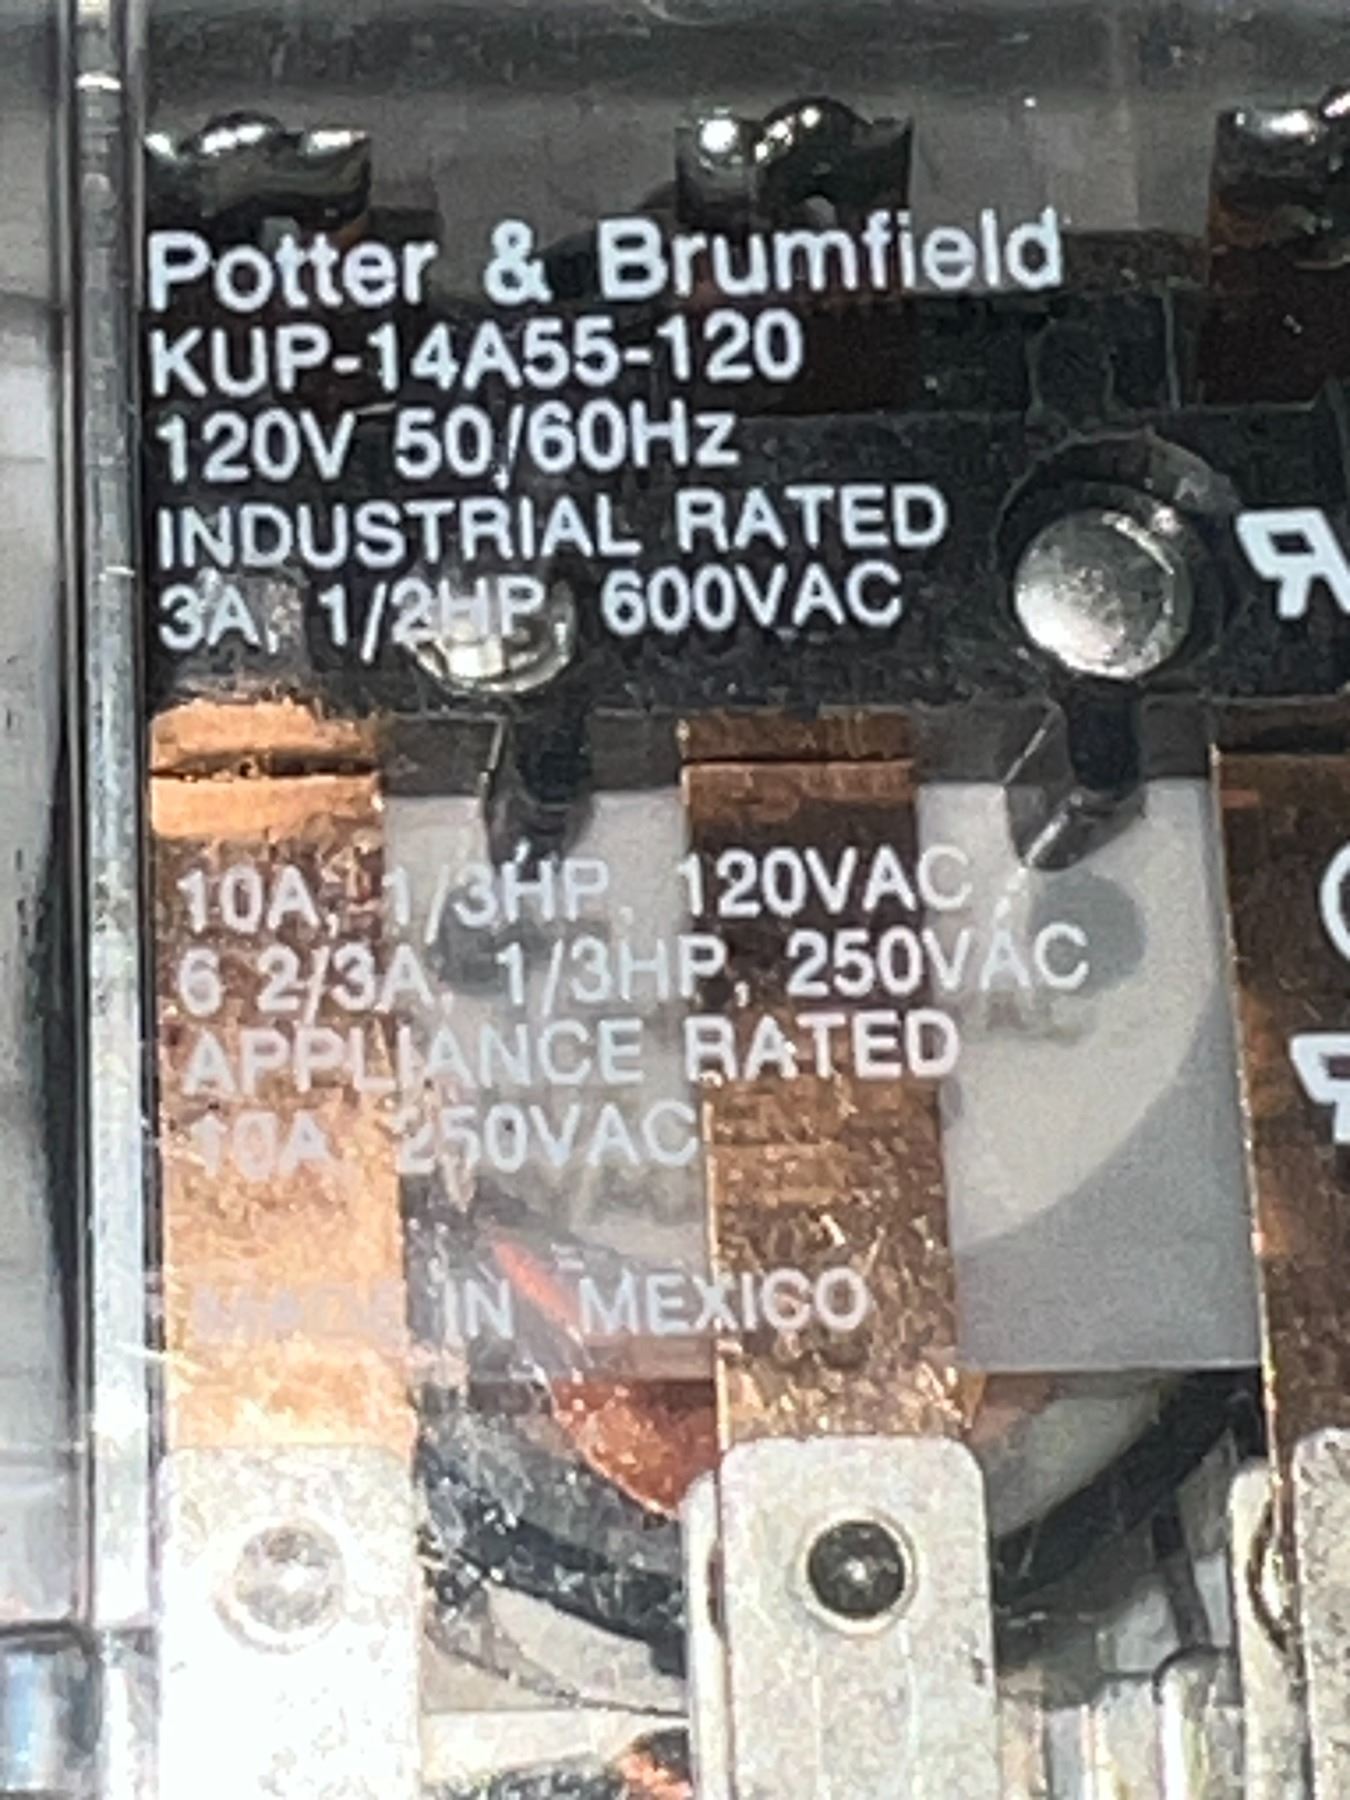 Potter & Brumfield
KUP-14A55-120
120V 50/60Hz
INDUSTRIAL RATED
3A, 1/2HP, 600VAC
10A, 1/3HP, 120VAC
6 2/3A, 1/3HP, 250VAC
APPLIANCE RATED
10A, 250VAC
MADE IN MEXICO